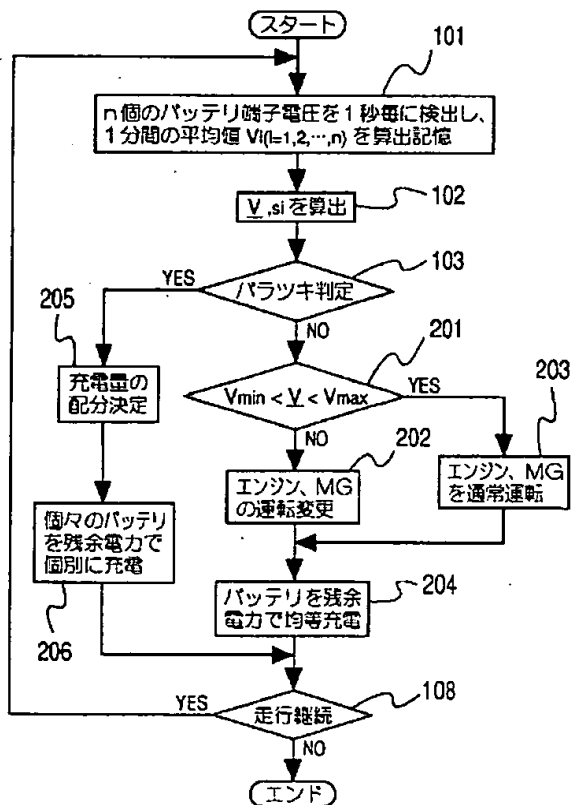 スタート
101
n個のバッテリ端子電圧を1秒毎に検出し、
1分間の平均値 Vi(i=1,2,…,n) を算出記憶
102
V,siを算出
103
YES
バラツキ判定
205
NO
201
充電量の
配分決定
Vmin < V < Vmax
YES
203
NO
202
エンジン、MG
の運転変更
エンジン、MG
を通常運転
個々のバッテリ
を残余電力で
個別に充電
206
204
バッテリを残余
電力で均等充電
YES
108
走行継続
NO
エンド